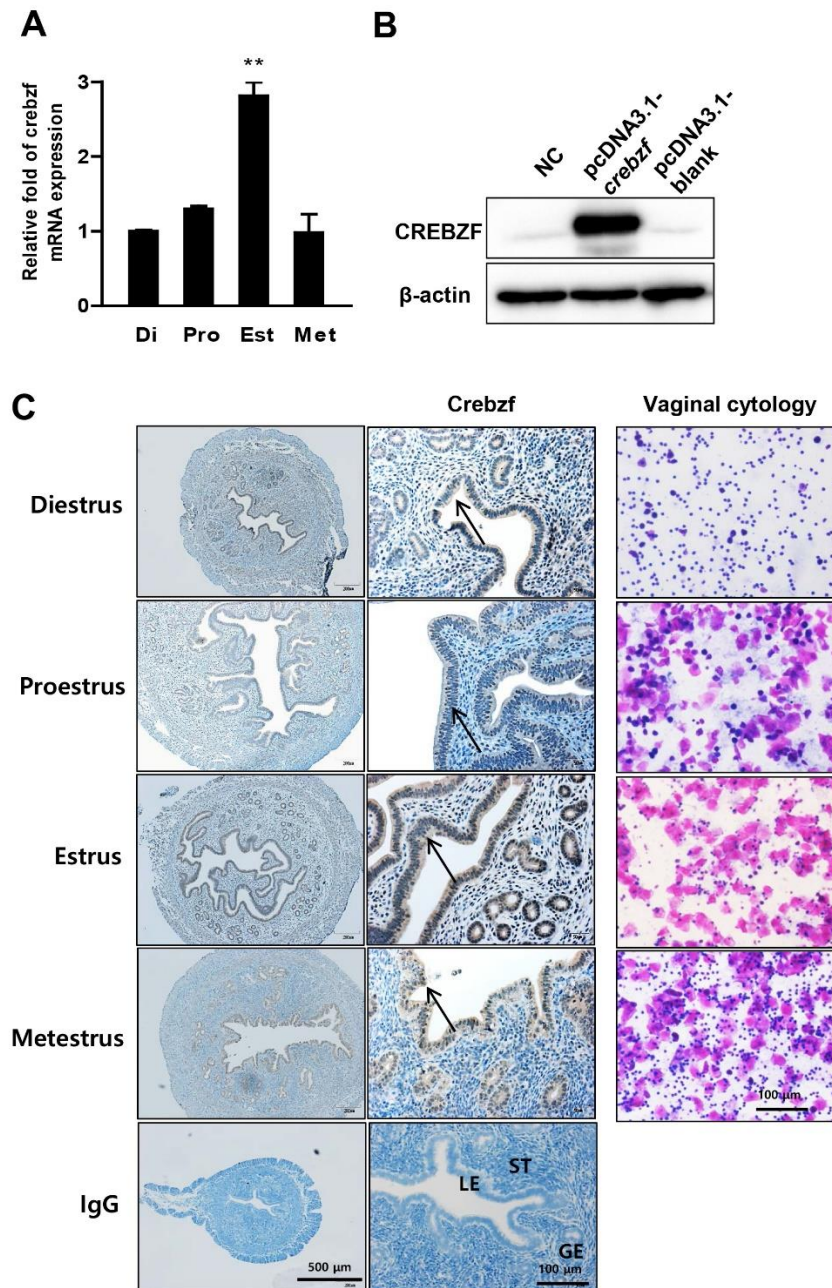 A
Relative fold of crebzf
mRNA expression
**
3
2
1
0
Di Pro Est Met
B
NC
pcDNA3.1-
crebzf
pcDNA3.1-
blank
CREBZF
β-actin
C
Crebzf
Vaginal cytology
Diestrus
Proestrus
Estrus
Metestrus
100 μm
IgG
500 μm
ST
LE
GE
100 μm